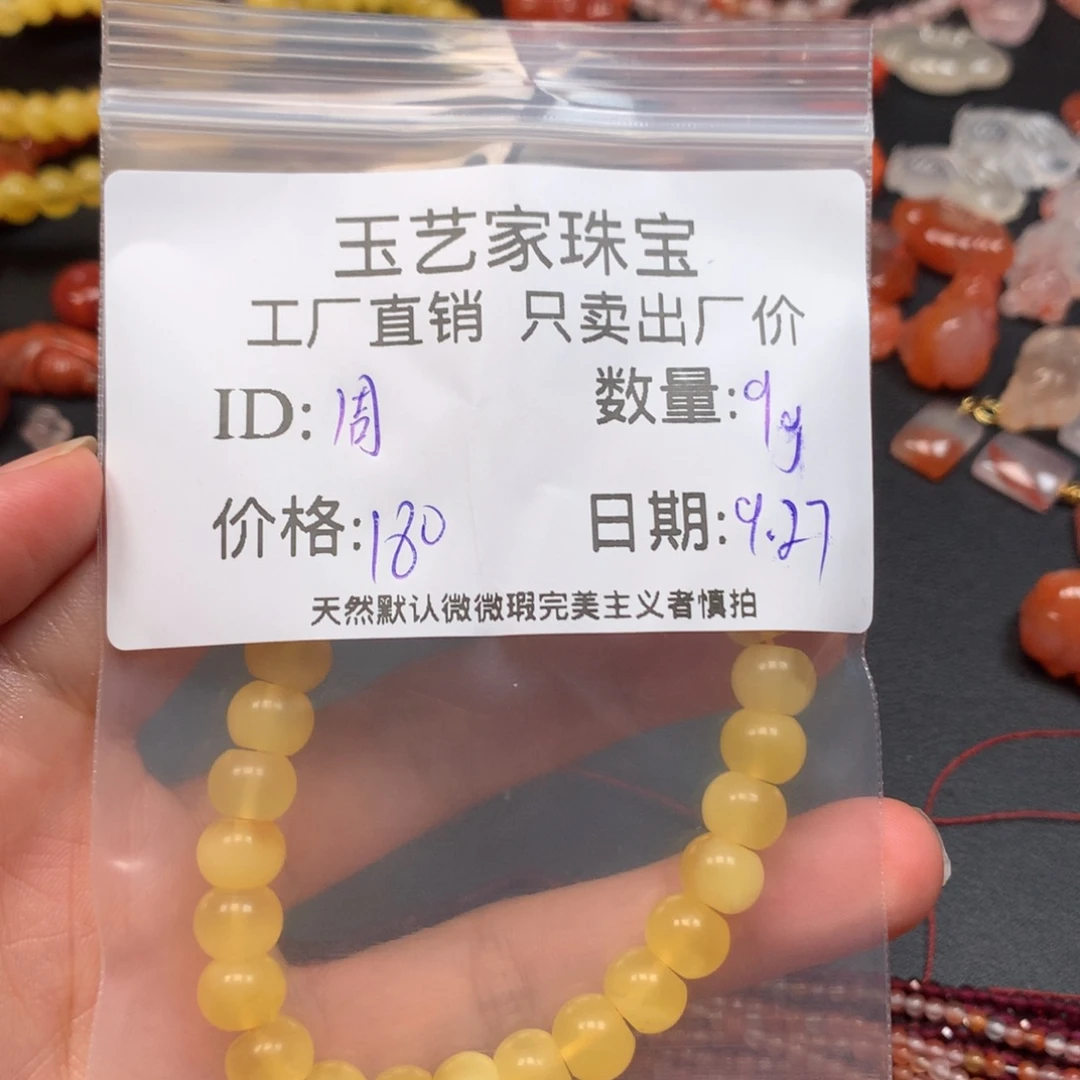 玉艺家珠宝
工厂直销 只卖出厂价
ID:周 数量:9g
价格:180 日期:9.27
天然默认微微瑕完美主义者慎拍